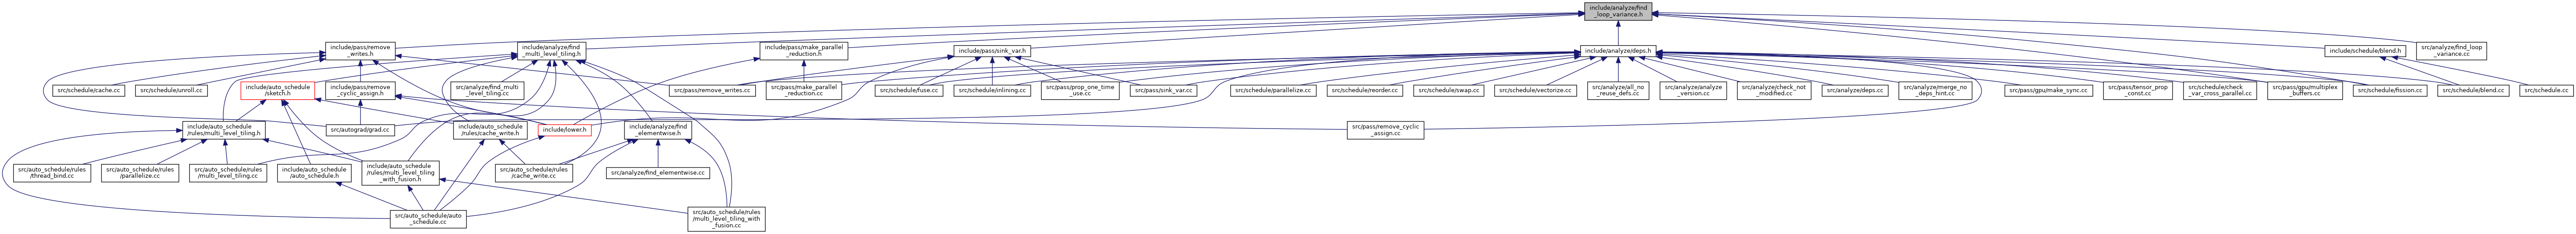 include/analyze/find
_loop_variance.h
include/pass/remove
_writes.h
include/analyze/find
_multi_level_tiling.h
include/pass/make_parallel
_reduction.h
include/pass/sink_var.h
include/analyze/deps.h
include/schedule/blend.h
src/analyze/find_loop
_variance.cc
src/schedule/cache.cc
src/schedule/unroll.cc
include/auto_schedule
/sketch.h
include/pass/remove
_cyclic_assign.h
src/analyze/find_multi
_level_tiling.cc
src/pass/remove_writes.cc
src/pass/make_parallel
_reduction.cc
src/schedule/fuse.cc
src/schedule/inlining.cc
src/pass/prop_one_time
_use.cc
src/pass/sink_var.cc
src/schedule/parallelize.cc
src/schedule/reorder.cc
src/schedule/swap.cc
src/schedule/vectorize.cc
src/analyze/all_no
_reuse_defs.cc
src/analyze/analyze
_version.cc
src/analyze/check_not
_modified.cc
src/analyze/deps.cc
src/analyze/merge_no
_deps_hint.cc
src/pass/gpu/make_sync.cc
src/pass/tensor_prop
_const.cc
src/schedule/check
_var_cross_parallel.cc
src/pass/gpu/multiplex
_buffers.cc
src/schedule/fission.cc
src/schedule/blend.cc
src/schedule.cc
include/auto_schedule
/rules/multi_level_tiling.h
src/autograd/grad.cc
include/auto_schedule
/rules/cache_write.h
include/lower.h
include/analyze/find
_elementwise.h
src/pass/remove_cyclic
_assign.cc
src/auto_schedule/rules
/thread_bind.cc
src/auto_schedule/rules
/parallelize.cc
src/auto_schedule/rules
/multi_level_tiling.cc
include/auto_schedule
/auto_schedule.h
include/auto_schedule
/rules/multi_level_tiling
_with_fusion.h
src/auto_schedule/rules
/cache_write.cc
src/analyze/find_elementwise.cc
src/auto_schedule/auto
_schedule.cc
src/auto_schedule/rules
/multi_level_tiling_with
_fusion.cc